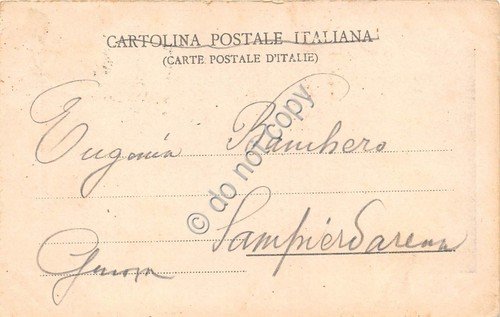 CARTOLINA POSTALE ITALIANA
(CARTE POSTALE D'ITALIE)
Eugenia
© do not copy
Sampierdarena
Genova